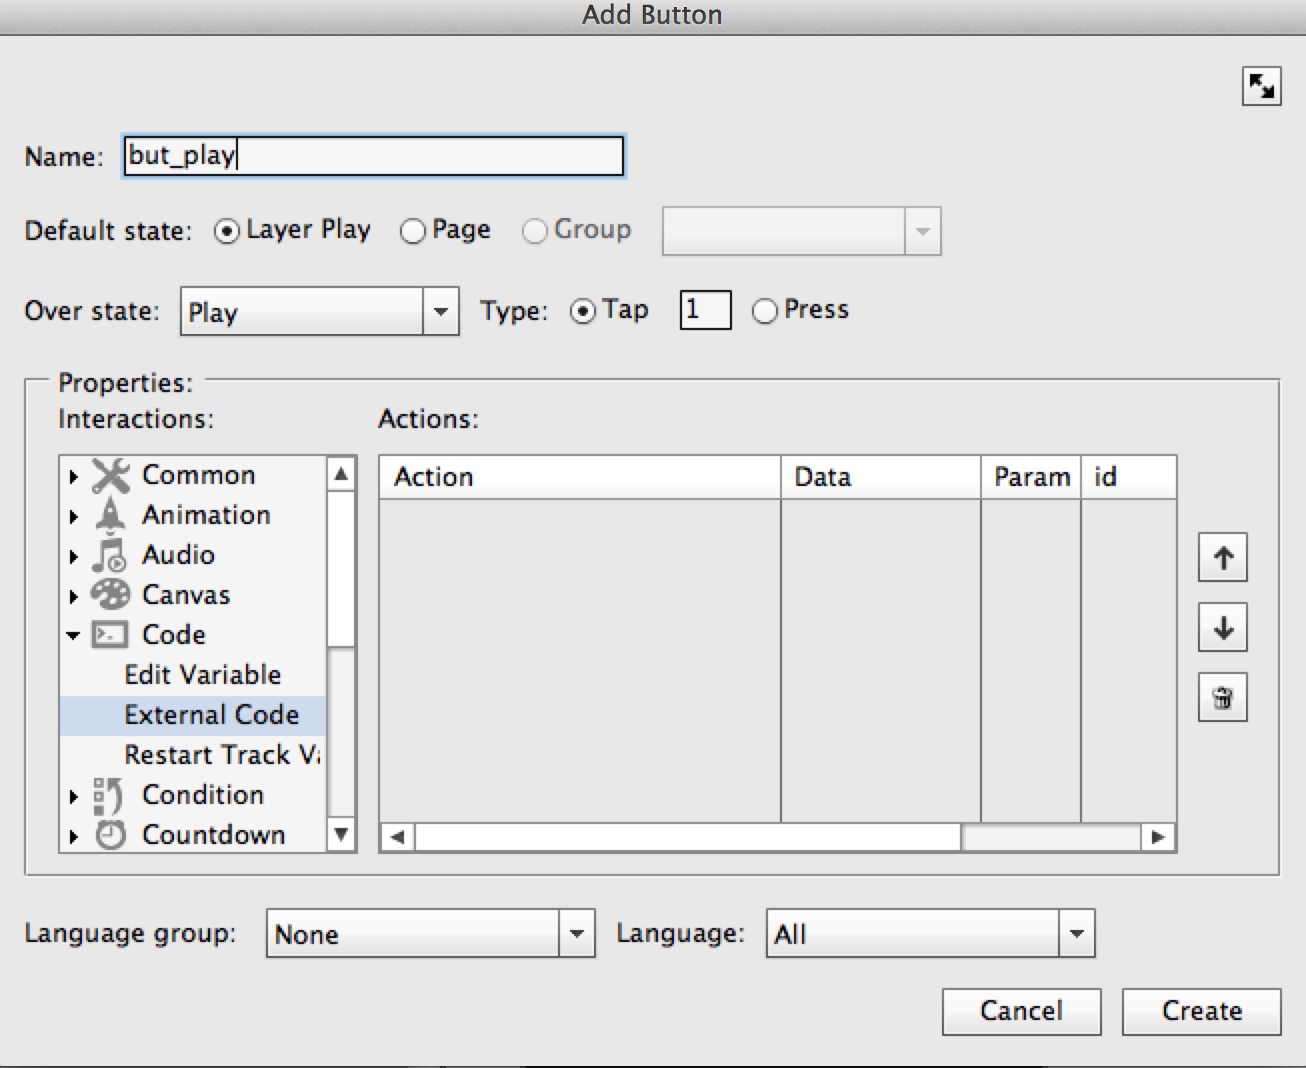 Add Button
Name: but_play
Default state: Layer Play Page Group
Over state: Play Type: Tap 1 Press
Properties:
Interactions: Actions:
Action Data Param id
Common
Animation
Audio
Canvas
Code
Edit Variable
External Code
Restart Track
Condition
Countdown
Language group: None Language: All
Cancel Create